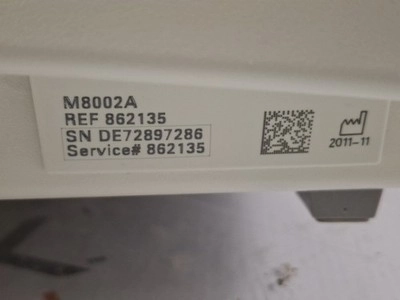 M8002A
REF 862135
SN DE72897286
Service# 862135
2011-11